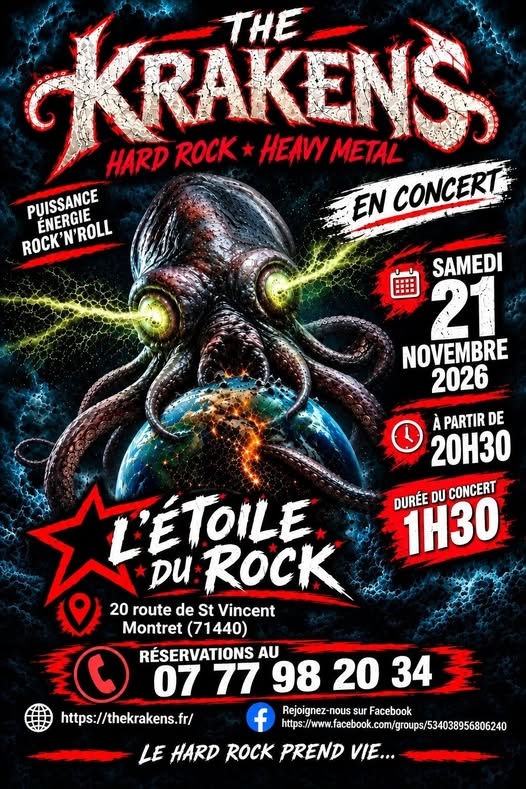 THE
KRAKENS
HARD ROCK ★ HEAVY METAL
PUISSANCE
ÉNERGIE
ROCK'N'ROLL
EN CONCERT
SAMEDI
21
NOVEMBRE
2026
À PARTIR DE
20H30
DURÉE DU CONCERT
1H30
L'ÉTOILE
DU ROCK
20 route de St Vincent
Montret (71440)
RÉSERVATIONS AU
07 77 98 20 34
https://thekrakens.fr/
Rejoignez-nous sur Facebook
https://www.facebook.com/groups/534038956806240
LE HARD ROCK PREND VIE...